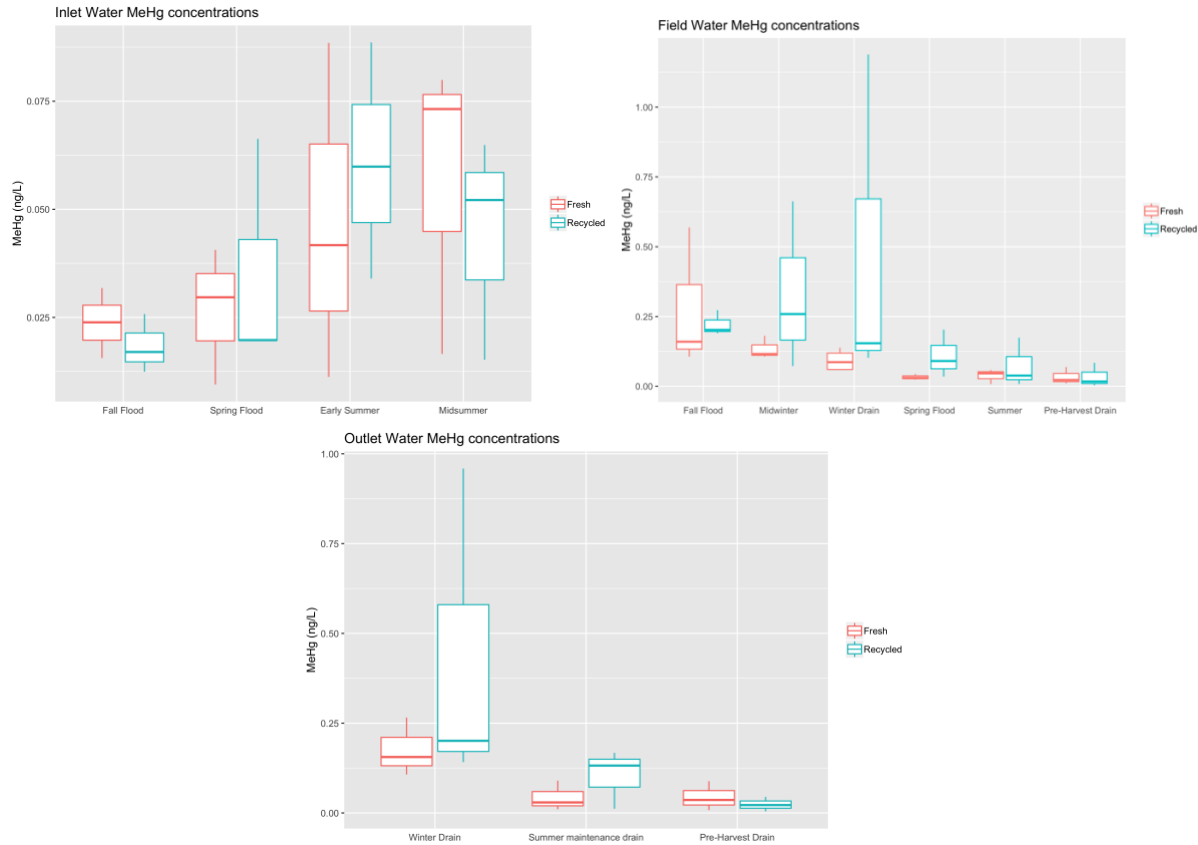 Inlet Water MeHg concentrations
MeHg (ng/L)
0.075
0.050
0.025
Fall Flood Spring Flood Early Summer Midsummer
Fresh
Recycled
Field Water MeHg concentrations
MeHg (ng/L)
1.00
0.75
0.50
0.25
0.00
Fall Flood Midwinter Winter Drain Spring Flood Summer Pre-Harvest Drain
Fresh
Recycled
Outlet Water MeHg concentrations
MeHg (ng/L)
1.00
0.75
0.50
0.25
0.00
Winter Drain Summer maintenance drain Pre-Harvest Drain
Fresh
Recycled